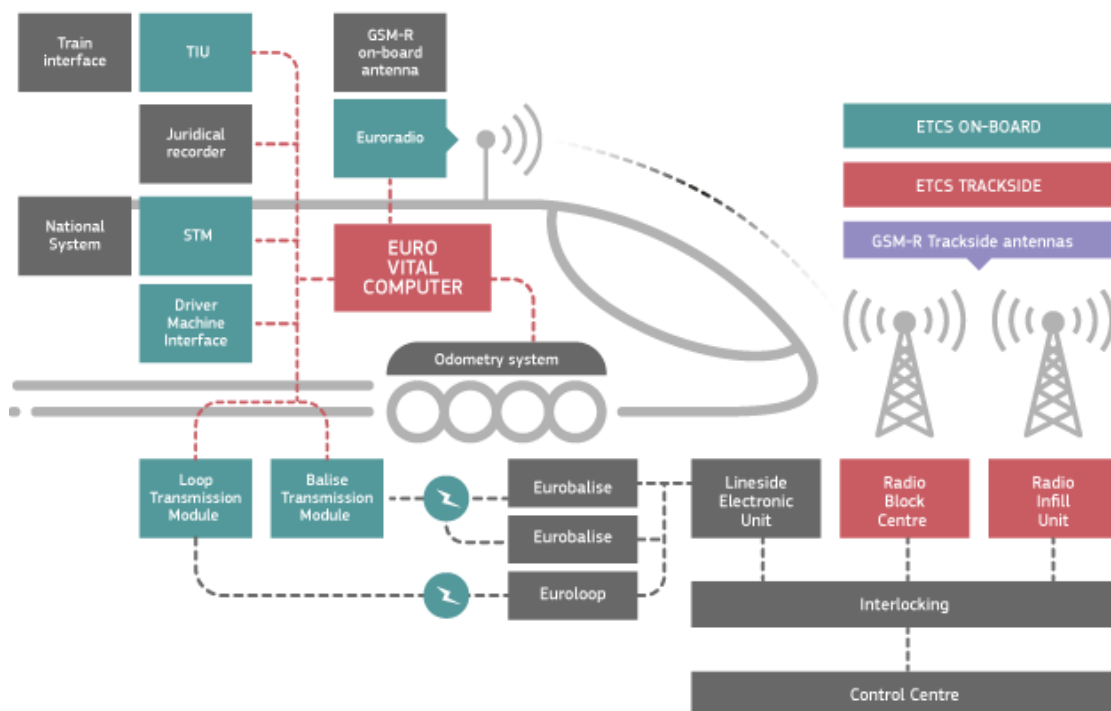 Train
interface
TIU
GSM-R
on-board
antenna
Juridical
recorder
Euroradio
ETCS ON-BOARD
ETCS TRACKSIDE
GSM-R Trackside antennas
National
System
STM
EURO
VITAL
COMPUTER
Driver
Machine
Interface
Odometry system
Loop
Transmission
Module
Balise
Transmission
Module
Eurobalise
Eurobalise
Euroloop
Lineside
Electronic
Unit
Radio
Block
Centre
Radio
Infill
Unit
Interlocking
Control Centre